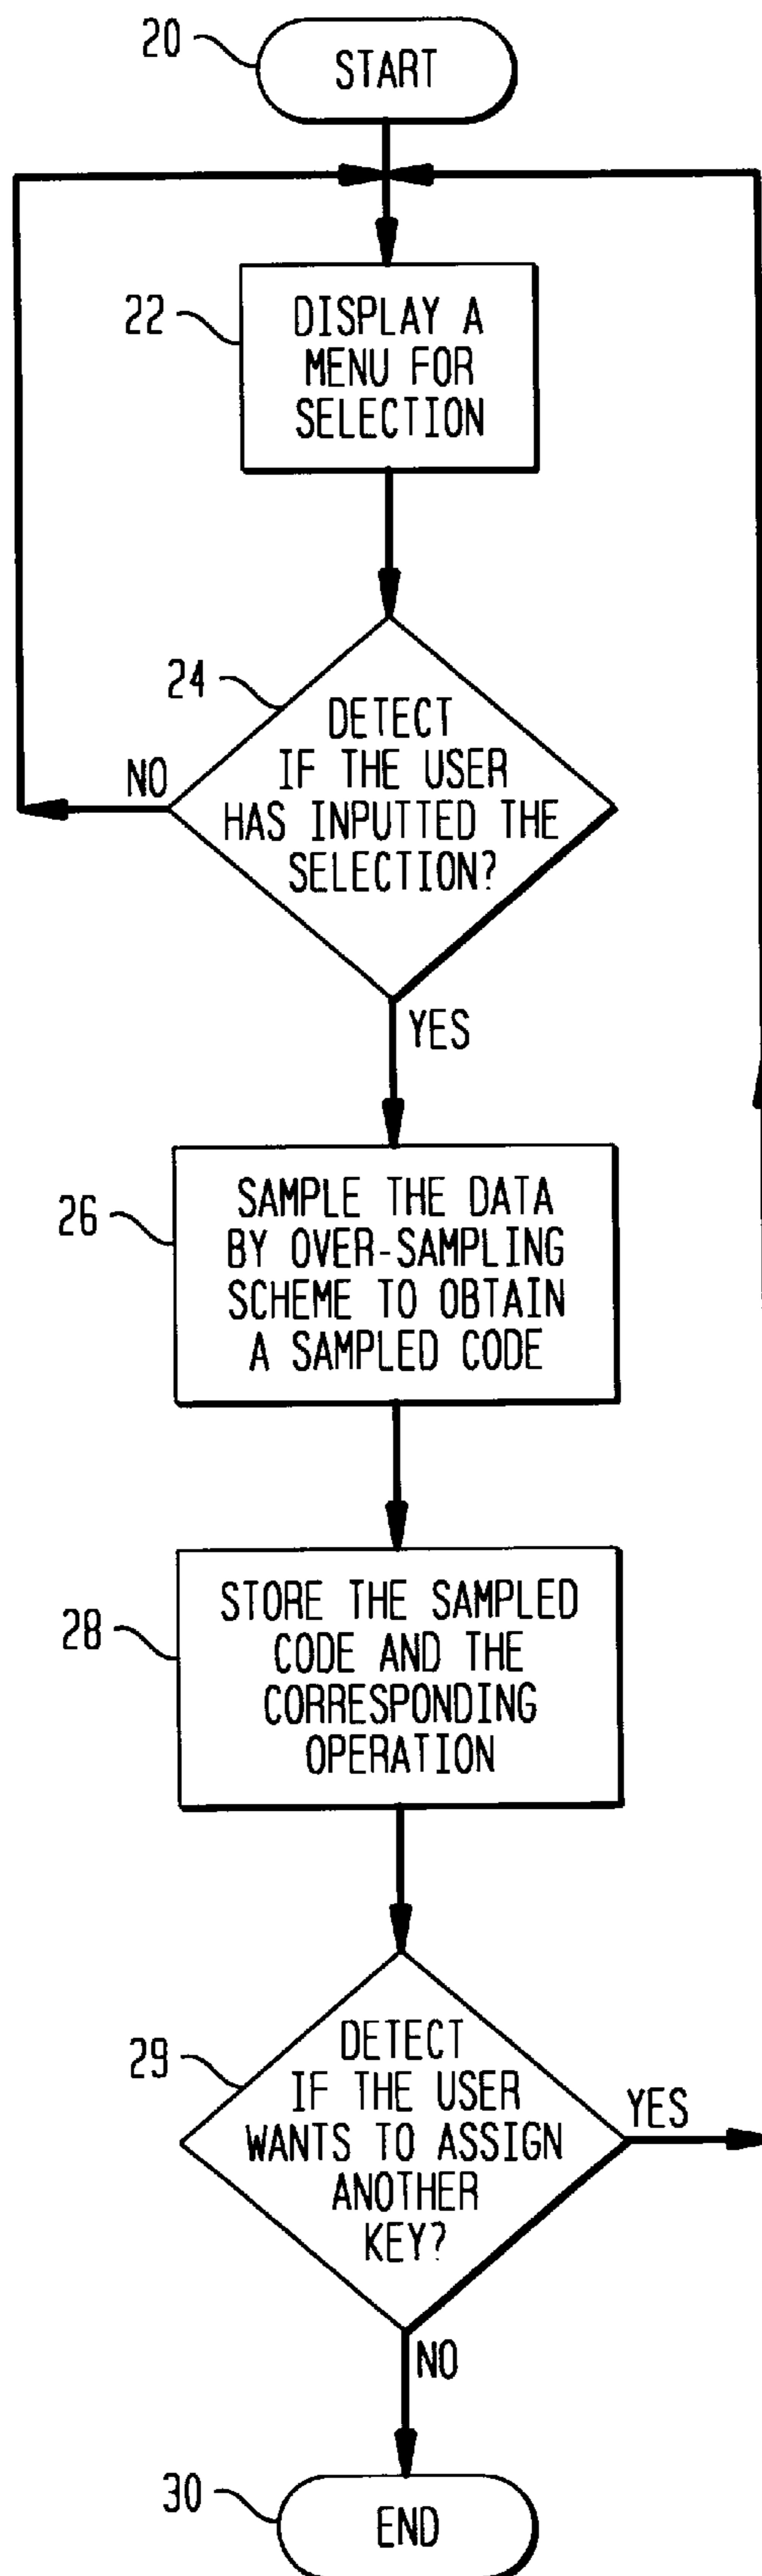 20
START
22
DISPLAY A
MENU FOR
SELECTION
24
DETECT
IF THE USER
HAS INPUTTED THE
SELECTION?
NO
YES
26
SAMPLE THE DATA
BY OVER-SAMPLING
SCHEME TO OBTAIN
A SAMPLED CODE
28
STORE THE SAMPLED
CODE AND THE
CORRESPONDING
OPERATION
29
DETECT
IF THE USER
WANTS TO ASSIGN
ANOTHER
KEY?
YES
NO
30
END